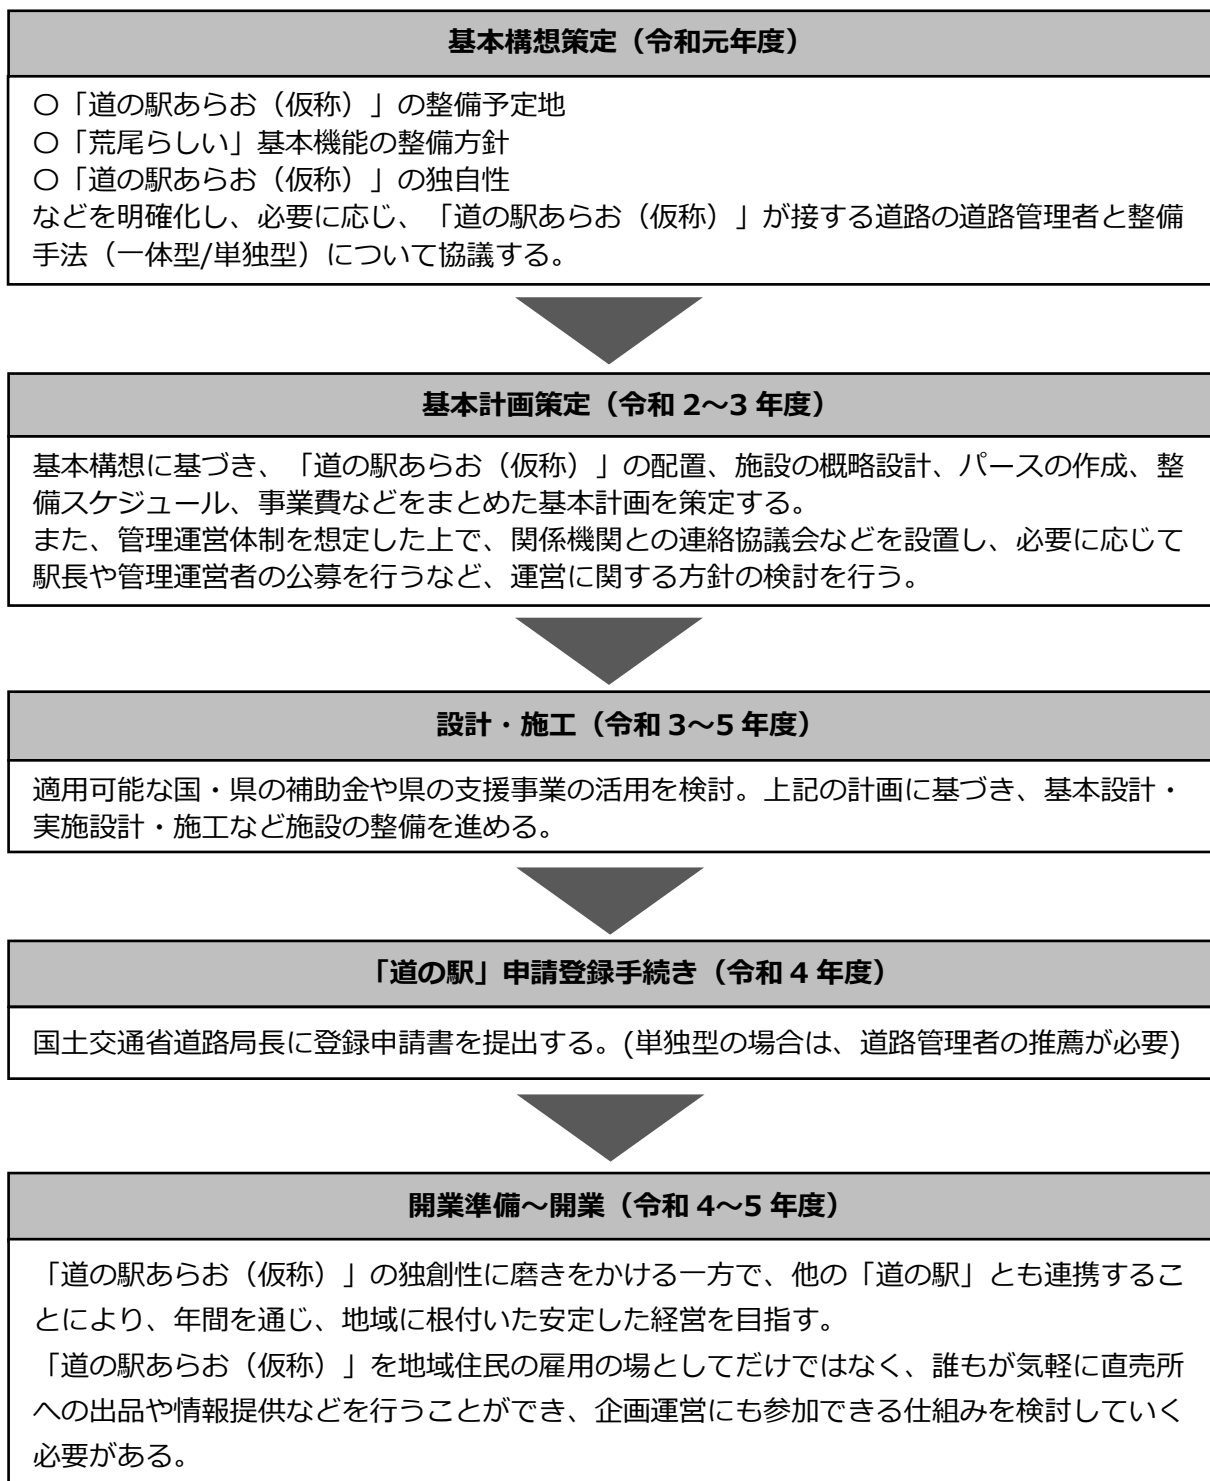 基本構想策定（令和元年度）
〇「道の駅あらお（仮称）」の整備予定地
〇「荒尾らしい」基本機能の整備方針
〇「道の駅あらお（仮称）」の独自性
などを明確化し、必要に応じ、「道の駅あらお（仮称）」が接する道路の道路管理者と整備
手法（一体型/単独型）について協議する。
基本計画策定（令和 2～3 年度）
基本構想に基づき、「道の駅あらお（仮称）」の配置、施設の概略設計、パースの作成、整
備スケジュール、事業費などをまとめた基本計画を策定する。
また、管理運営体制を想定した上で、関係機関との連絡協議会などを設置し、必要に応じて
駅長や管理運営者の公募を行うなど、運営に関する方針の検討を行う。
設計・施工（令和 3～5 年度）
適用可能な国・県の補助金や県の支援事業の活用を検討。上記の計画に基づき、基本設計・
実施設計・施工など施設の整備を進める。
「道の駅」申請登録手続き（令和 4 年度）
国土交通省道路局長に登録申請書を提出する。(単独型の場合は、道路管理者の推薦が必要)
開業準備～開業（令和 4～5 年度）
「道の駅あらお（仮称）」の独創性に磨きをかける一方で、他の「道の駅」とも連携するこ
とにより、年間を通じ、地域に根付いた安定した経営を目指す。
「道の駅あらお（仮称）」を地域住民の雇用の場としてだけではなく、誰もが気軽に直売所
への出品や情報提供などを行うことができ、企画運営にも参加できる仕組みを検討していく
必要がある。